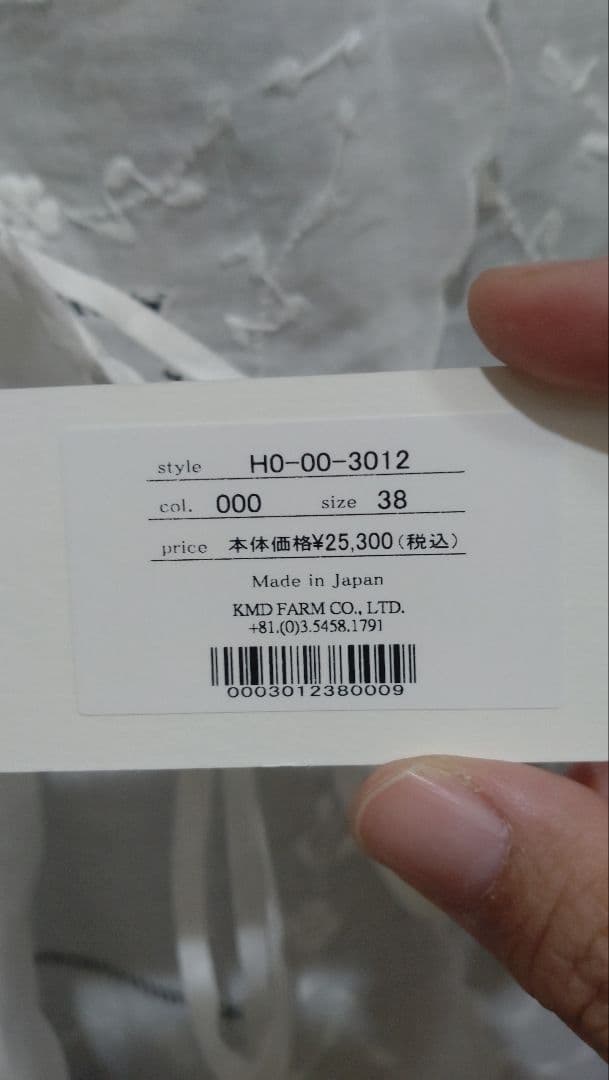 style H0-00-3012
col. 000 size 38
price 本体価格¥25,300(税込)
Made in Japan
KMD FARM CO., LTD.
+81.(0)3.5458.1791
0003012380009